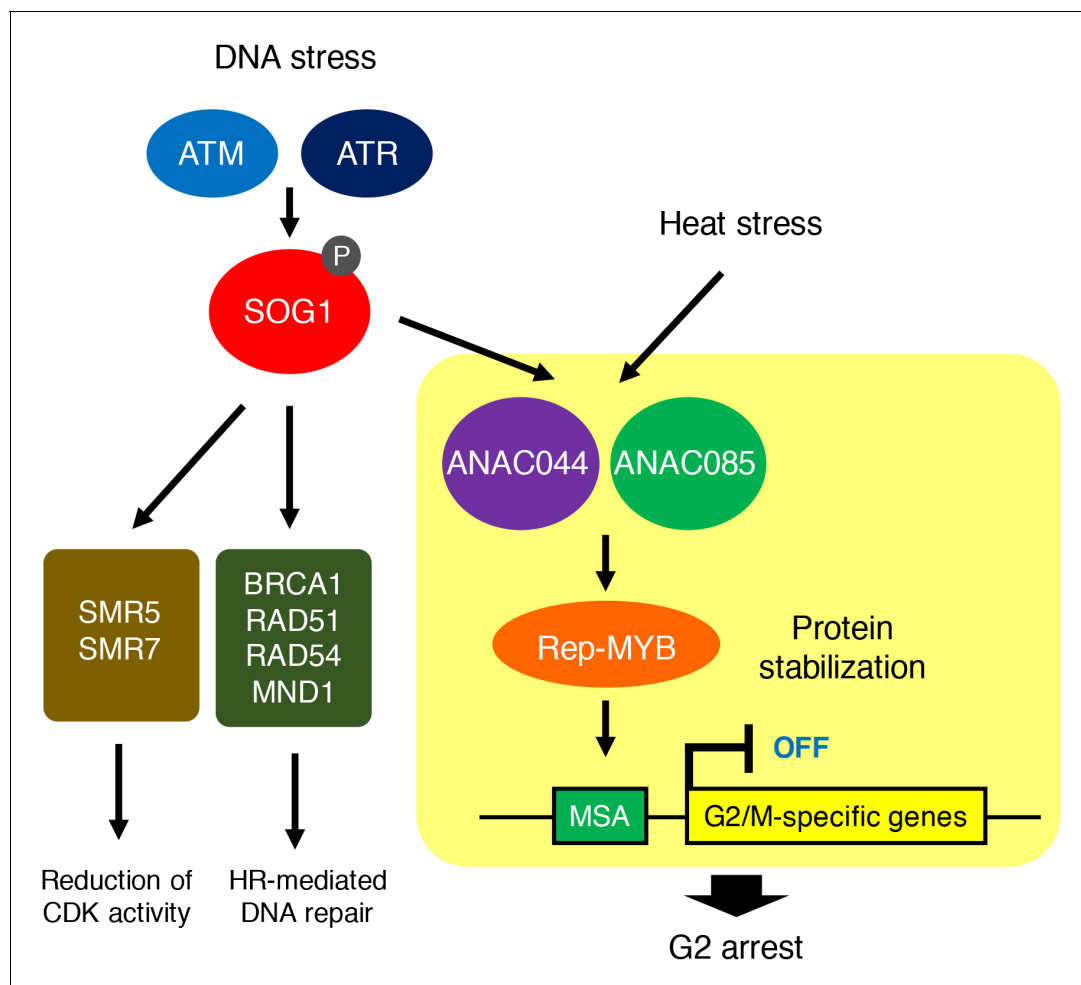 DNA stress
ATM
ATR
P
SOG1
Heat stress
ANAC044
ANAC085
SMR5
SMR7
BRCA1
RAD51
RAD54
MND1
Rep-MYB
Protein
stabilization
OFF
MSA
G2/M-specific genes
Reduction of
CDK activity
HR-mediated
DNA repair
G2 arrest